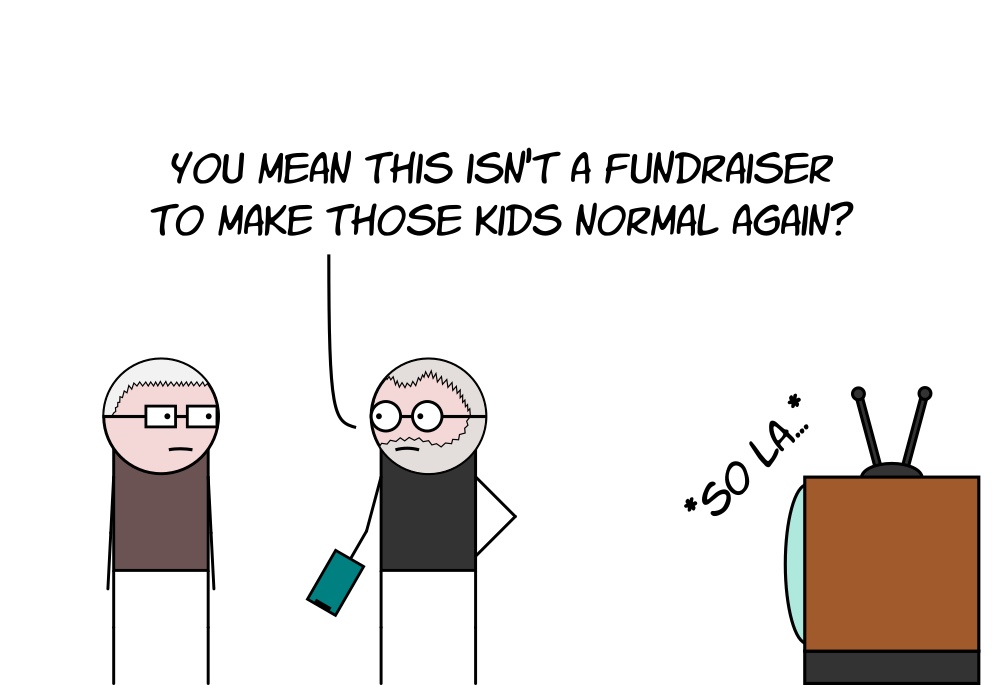 YOU MEAN THIS ISN'T A FUNDRAISER
TO MAKE THOSE KIDS NORMAL AGAIN?
*SO LA...*